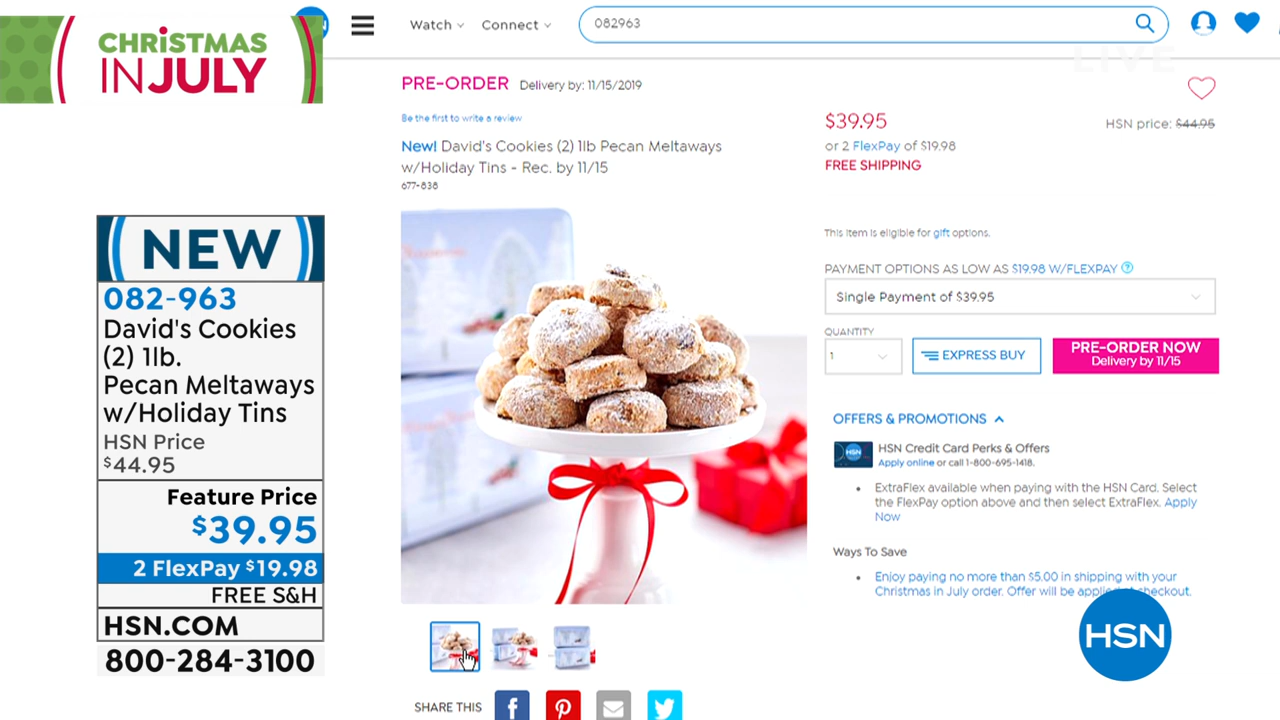 CHRISTMAS
IN JULY
Watch
Connect
082963
LIVE
PRE-ORDER Delivery by: 11/15/2019
Be the first to write a review
New! David's Cookies (2) 1lb Pecan Meltaways
w/Holiday Tins - Rec. by 11/15
677-838
$39.95
HSN price: $44.95
or 2 FlexPay of $19.98
FREE SHIPPING
This item is eligible for gift options.
PAYMENT OPTIONS AS LOW AS $19.98 W/FLEXPAY
Single Payment of $39.95
QUANTITY
1
EXPRESS BUY
PRE-ORDER NOW
Delivery by 11/15
OFFERS & PROMOTIONS
HSN
HSN Credit Card Perks & Offers
Apply online or call 1-800-695-1418.
ExtraFlex available when paying with the HSN Card. Select
the FlexPay option above and then select ExtraFlex. Apply
Now
Ways To Save
Enjoy paying no more than $5.00 in shipping with your
Christmas in July order. Offer will be applied at checkout.
HSN
NEW
082-963
David's Cookies
(2) 1lb.
Pecan Meltaways
w/Holiday Tins
HSN Price
$44.95
Feature Price
$39.95
2 FlexPay $19.98
FREE S&H
HSN.COM
800-284-3100
SHARE THIS